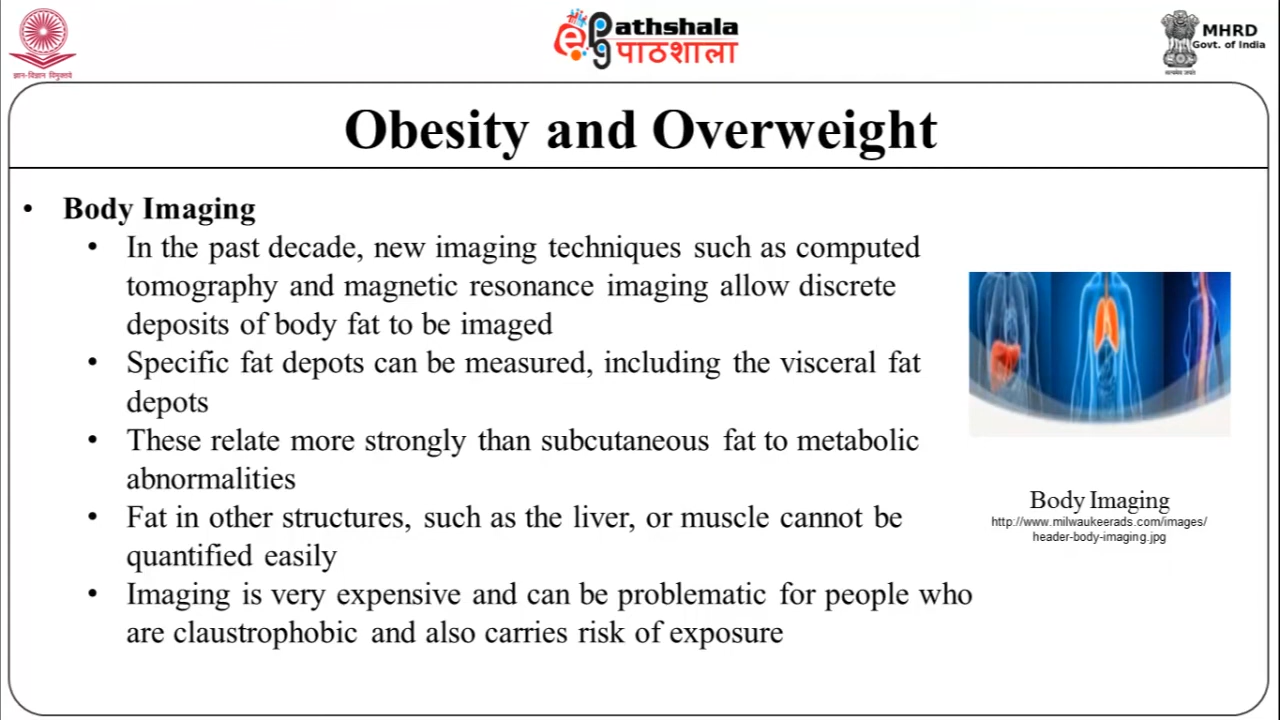 ज्ञान-विज्ञान विमुक्तये
ePathshala
पाठशाला
MHRD
Govt. of India
सत्यमेव जयते
Obesity and Overweight
• Body Imaging
• In the past decade, new imaging techniques such as computed
tomography and magnetic resonance imaging allow discrete
deposits of body fat to be imaged
• Specific fat depots can be measured, including the visceral fat
depots
• These relate more strongly than subcutaneous fat to metabolic
abnormalities
• Fat in other structures, such as the liver, or muscle cannot be
quantified easily
• Imaging is very expensive and can be problematic for people who
are claustrophobic and also carries risk of exposure
Body Imaging
http://www.milwaukeerads.com/images/
header-body-imaging.jpg